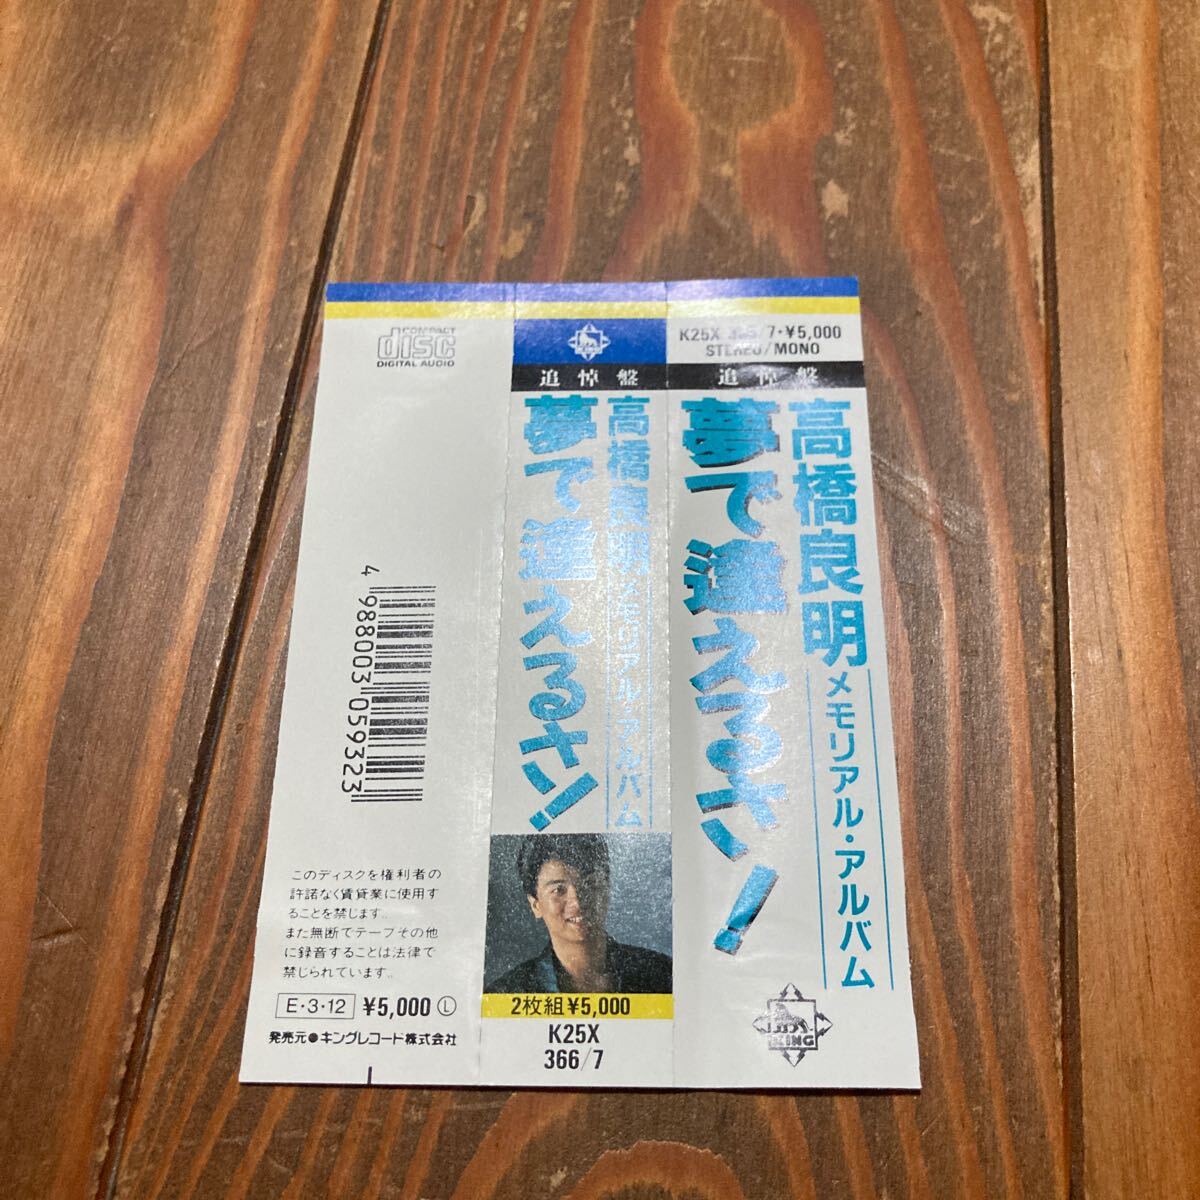 COMPACT
disc
DIGITAL AUDIO
4 988003 059323
このディスクを権利者の
許諾なく賃貸業に使用す
ることを禁じます。
また無断でテープその他
に録音することは法律で
禁じられています。
E・3・12 ¥5,000 Ⓛ
発売元●キングレコード株式会社
KING
追悼盤
高橋良明メモリアル・アルバム
夢で逢えるさ!
2枚組¥5,000
K25X
366/7
K25X 366/7・¥5,000
STEREO/MONO
追悼盤
高橋良明メモリアル・アルバム
夢で逢えるさ!
KING